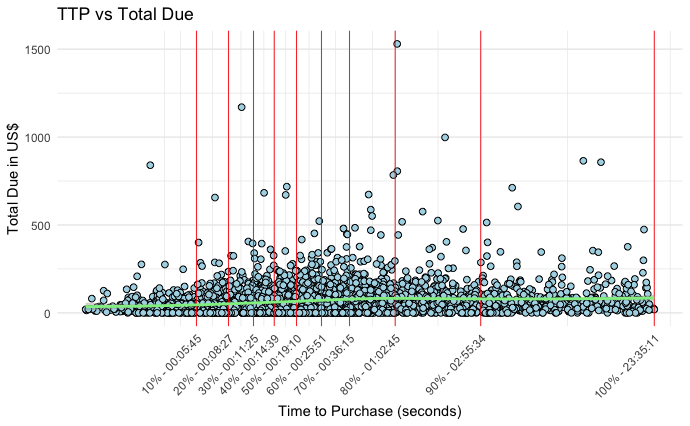 TTP vs Total Due
Total Due in US$
1500
1000
500
0
10% - 00:05:45
20% - 00:08:27
30% - 00:11:25
40% - 00:14:39
50% - 00:19:10
60% - 00:25:51
70% - 00:36:15
80% - 01:02:45
90% - 02:55:34
100% - 23:35:11
Time to Purchase (seconds)